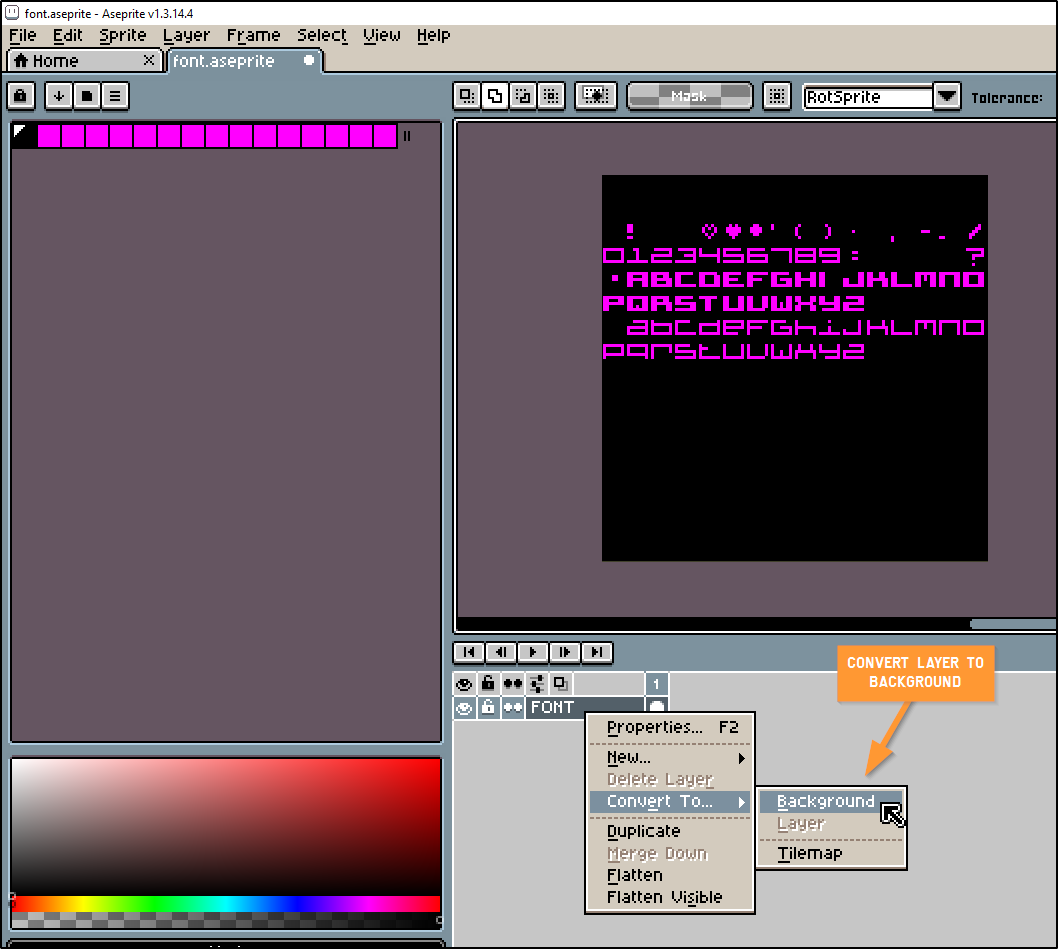 font.aseprite - Aseprite v1.3.14.4
File Edit Sprite Layer Frame Select View Help
Home
font.aseprite
Mask
RotSprite
Tolerance:
! ' ( ) · , - . /
0123456789 : ?
·ABCDEFGHI JKLMNO
PQRSTUVWXYZ
abcdeFGhiJKLMNO
pqrstuvwxyz
CONVERT LAYER TO
BACKGROUND
1
FONT
Properties... F2
New...
Delete Layer
Convert To...
Duplicate
Merge Down
Flatten
Flatten Visible
Background
Layer
Tilemap